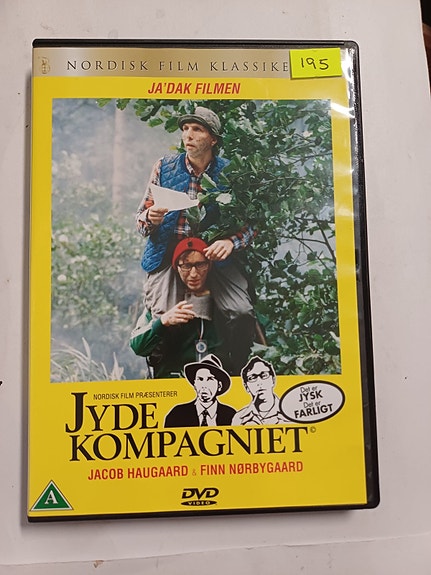 NORDISK FILM KLASSIKE
195
JA'DAK FILMEN
NORDISK FILM PRÆSENTERER
JYDE
KOMPAGNIET©
Det er
JYSK
Det er
FARLIGT
JACOB HAUGAARD & FINN NØRBYGAARD
A
DVD
VIDEO